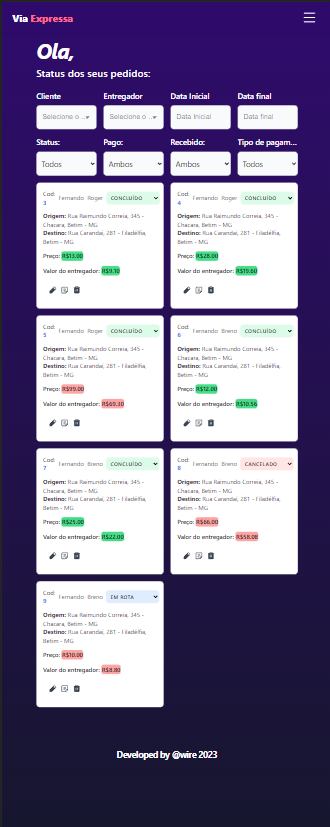 Via Expressa
Ola,
Status dos seus pedidos:
Cliente Entregador Data Inicial Data final
Selecione o ... Selecione o ... Data Inicial Data final
Status: Pago: Recebido: Tipo de pagam...
Todos Ambos Ambos Todos
Cod: 3 Fernando Roger CONCLUÍDO
Origem: Rua Raimundo Correia, 345 -
Chacara, Betim - MG
Destino: Rua Carandaí, 281 - Filadélfia,
Betim - MG
Preço: R$13.00
Valor do entregador: R$9.10
Cod: 4 Fernando Roger CONCLUÍDO
Origem: Rua Raimundo Correia, 345 -
Chacara, Betim - MG
Destino: Rua Carandaí, 281 - Filadélfia,
Betim - MG
Preço: R$28.00
Valor do entregador: R$19.60
Cod: 5 Fernando Roger CONCLUÍDO
Origem: Rua Raimundo Correia, 345 -
Chacara, Betim - MG
Destino: Rua Carandaí, 281 - Filadélfia,
Betim - MG
Preço: R$99.00
Valor do entregador: R$69.30
Cod: 6 Fernando Breno CONCLUÍDO
Origem: Rua Raimundo Correia, 345 -
Chacara, Betim - MG
Destino: Rua Carandaí, 281 - Filadélfia,
Betim - MG
Preço: R$12.00
Valor do entregador: R$10.56
Cod: 7 Fernando Breno CONCLUÍDO
Origem: Rua Raimundo Correia, 345 -
Chacara, Betim - MG
Destino: Rua Carandaí, 281 - Filadélfia,
Betim - MG
Preço: R$25.00
Valor do entregador: R$22.00
Cod: 8 Fernando Breno CANCELADO
Origem: Rua Raimundo Correia, 345 -
Chacara, Betim - MG
Destino: Rua Carandaí, 281 - Filadélfia,
Betim - MG
Preço: R$66.00
Valor do entregador: R$58.08
Cod: 9 Fernando Breno EM ROTA
Origem: Rua Raimundo Correia, 345 -
Chacara, Betim - MG
Destino: Rua Carandaí, 281 - Filadélfia,
Betim - MG
Preço: R$10.00
Valor do entregador: R$8.80
Developed by @wire 2023